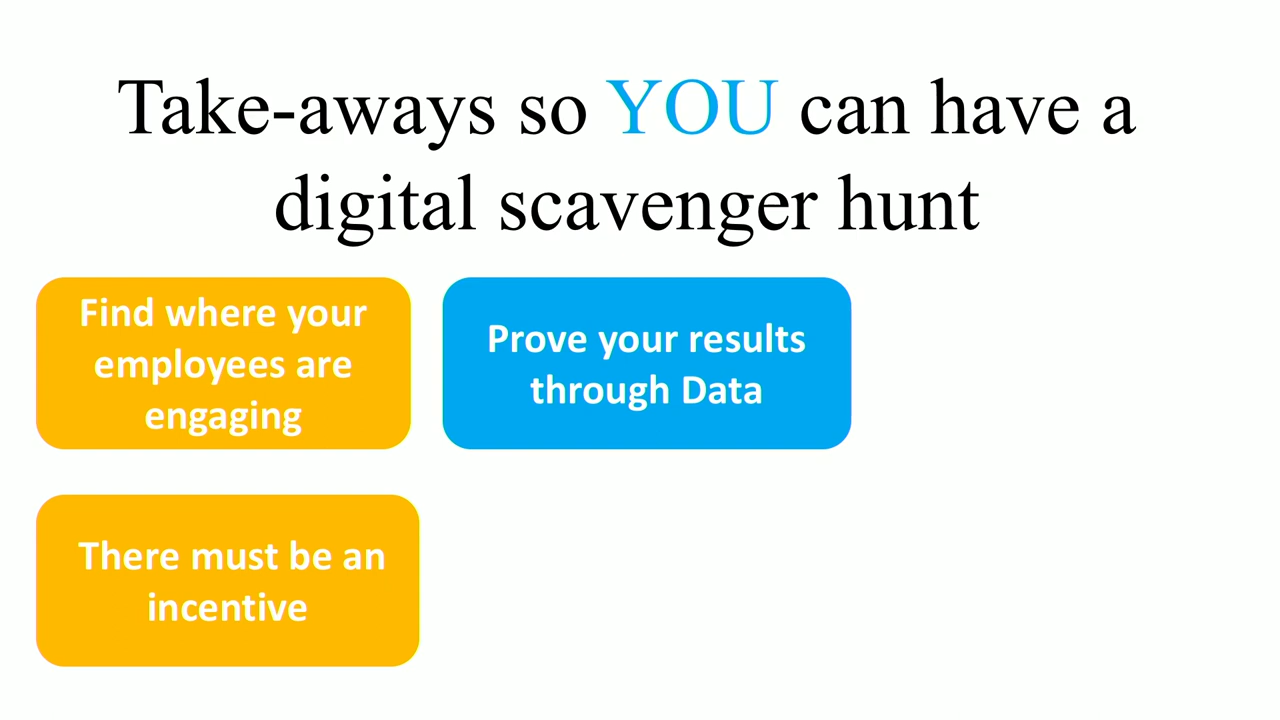 Take-aways so YOU can have a
digital scavenger hunt
Find where your
employees are
engaging
Prove your results
through Data
There must be an
incentive